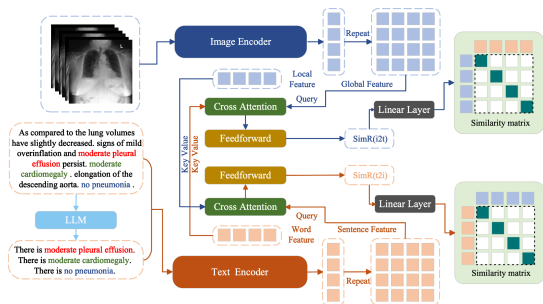 L
Image Encoder
Repeat
Local
Feature
Global Feature
Cross Attention
Query
Linear Layer
Feedforward
SimR(i2t)
Similarity matrix
Key Value
Key Value
As compared to the lung volumes
have slightly decreased. signs of mild
overinflation and moderate pleural
effusion persist. moderate
cardiomegaly . elongation of the
descending aorta. no pneumonia .
LLM
There is moderate pleural effusion.
There is moderate cardiomegaly.
There is no pneumonia.
Feedforward
SimR(t2i)
Cross Attention
Linear Layer
Query
Word
Feature
Sentence Feature
Text Encoder
Repeat
Similarity matrix